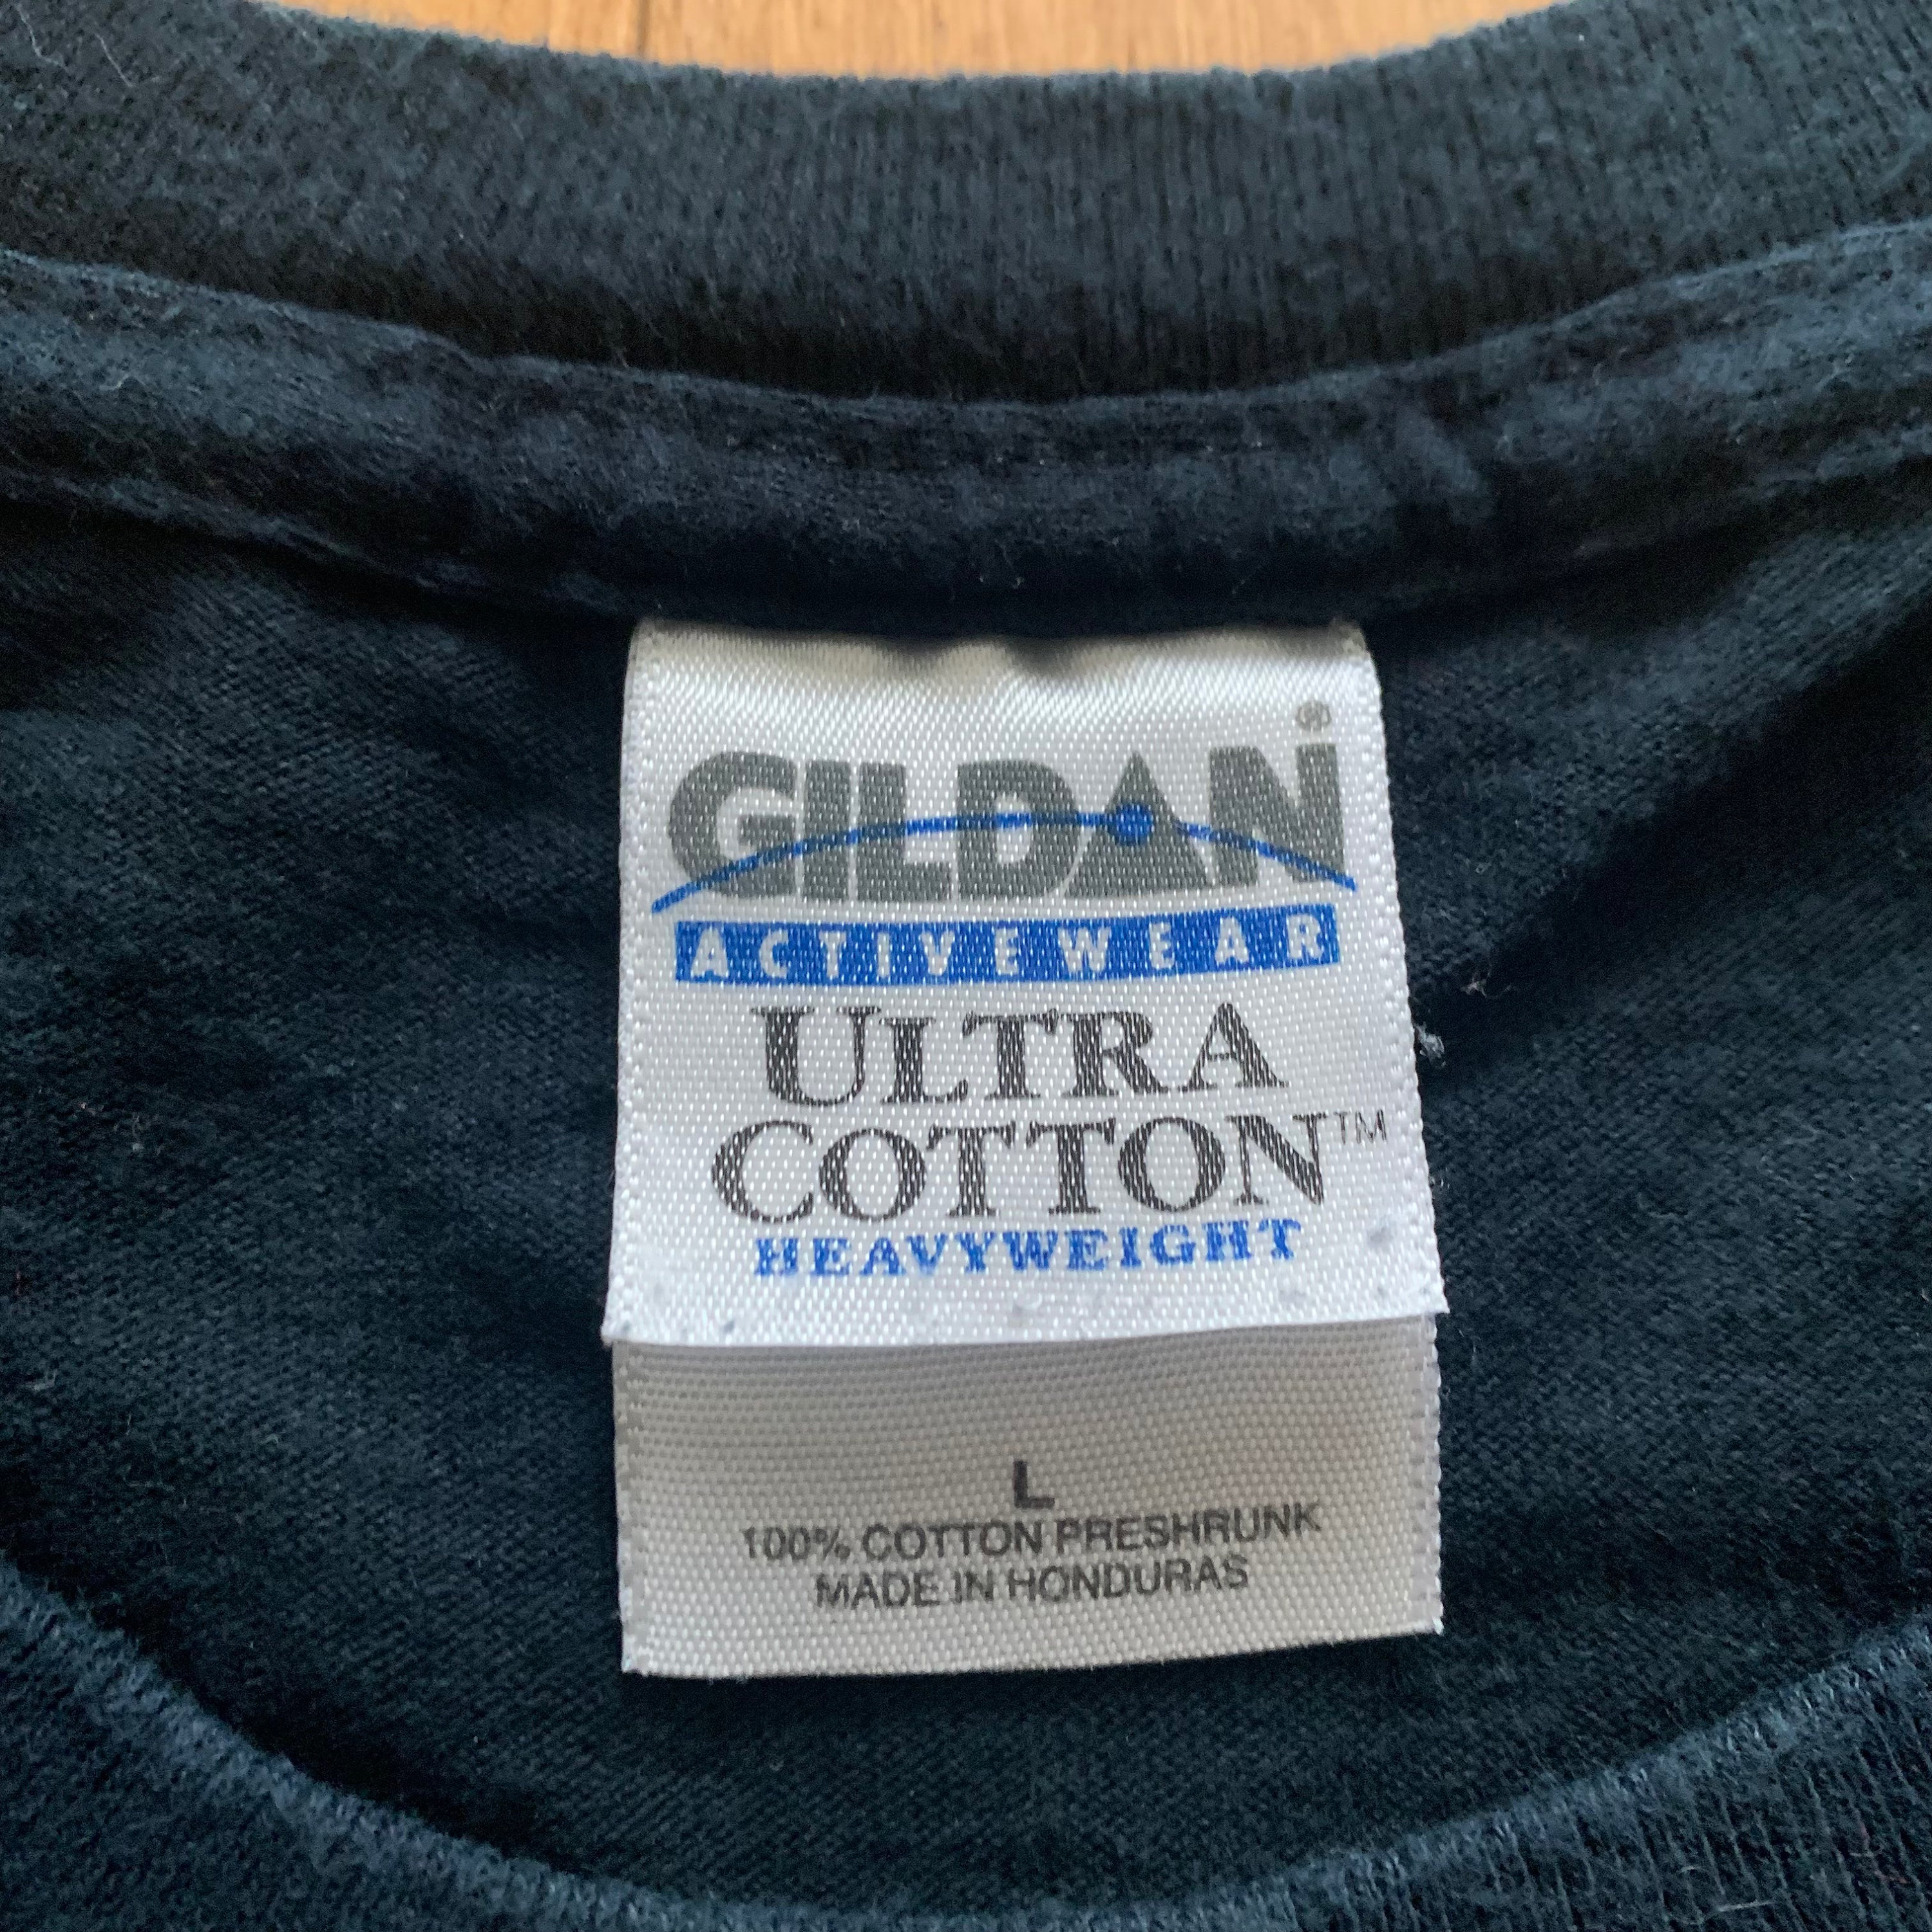 GILDAN®
ACTIVEWEAR
ULTRA
COTTON™
HEAVYWEIGHT
L
100% COTTON PRESHRUNK
MADE IN HONDURAS